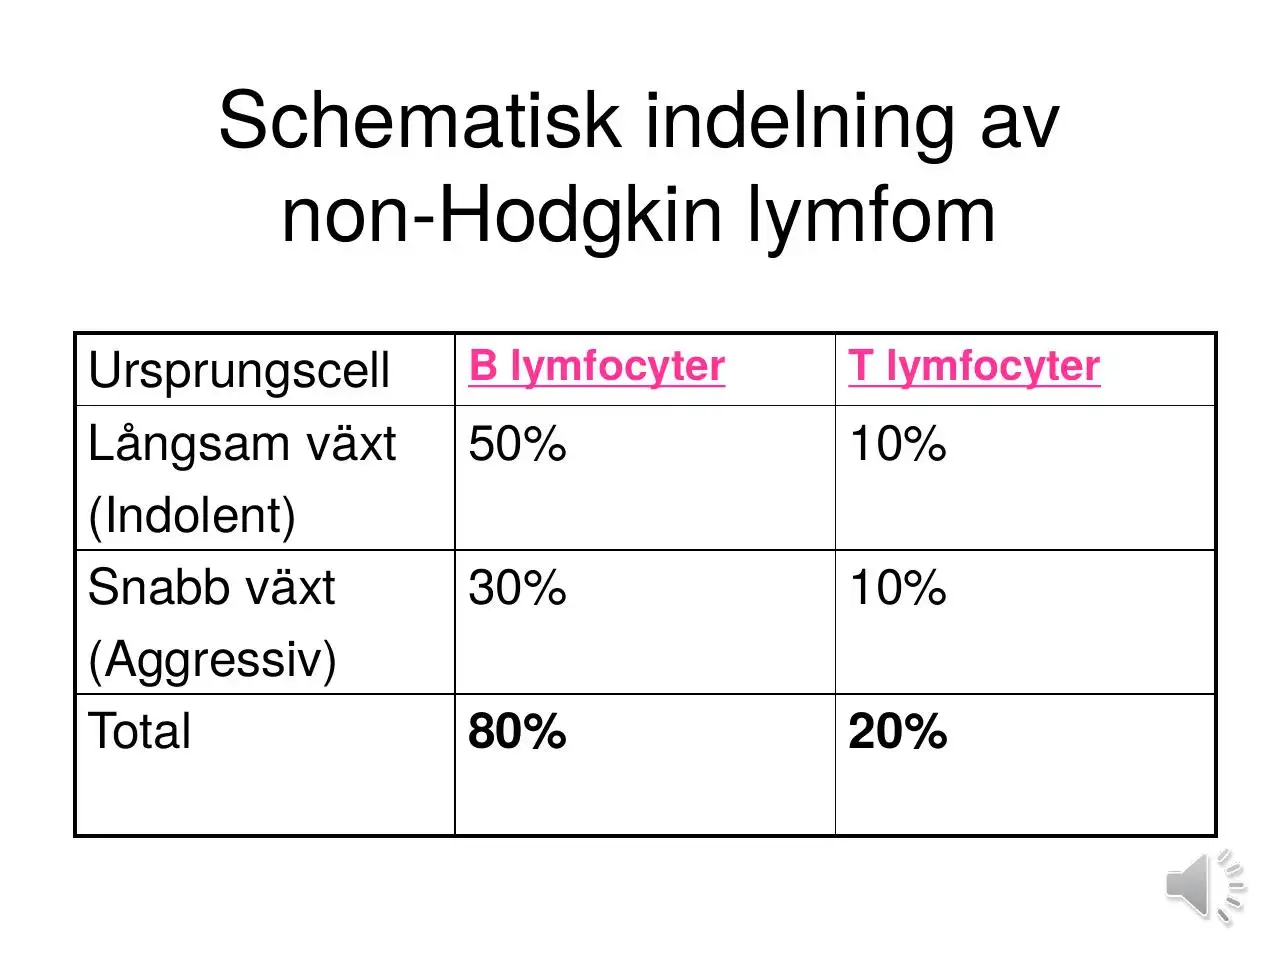 Schematisk indelning av
non-Hodgkin lymfom
Ursprungscell B lymfocyter T lymfocyter
Långsam växt 50% 10%
(Indolent)
Snabb växt 30% 10%
(Aggressiv)
Total 80% 20%